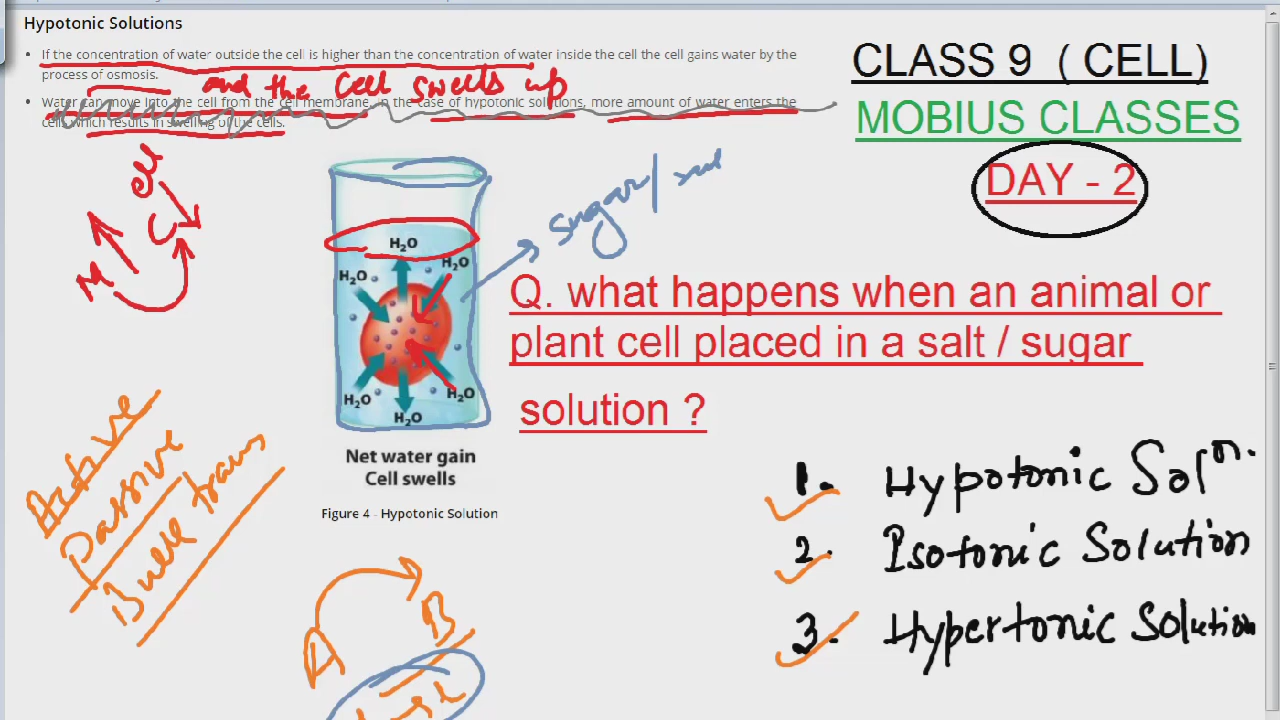 Hypotonic Solutions
If the concentration of water outside the cell is higher than the concentration of water inside the cell the cell gains water by the
process of osmosis.
and the cell swells up
Water can move into the cell from the cell membrane. In the case of hypotonic solutions, more amount of water enters the
cell, which results in swelling of the cells.
CLASS 9 ( CELL)
MOBIUS CLASSES
DAY - 2
Sugar/
H₂O
H₂O
H₂O
H₂O
H₂O
H₂O
Q. what happens when an animal or
plant cell placed in a salt / sugar
solution ?
Net water gain
Cell swells
Figure 4 - Hypotonic Solution
1. Hypotonic Solⁿ.
2. Isotonic Solution
3. Hypertonic Solution
Active
Passive
Bulk trans
A
B
M
C